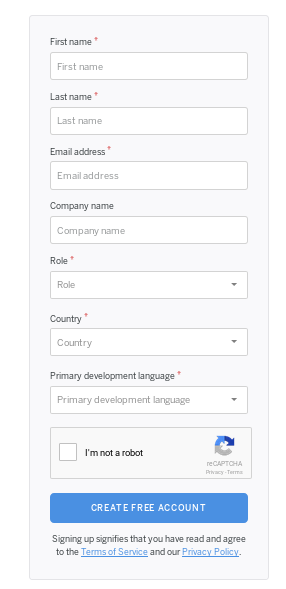 First name *
First name
Last name *
Last name
Email address *
Email address
Company name
Company name
Role *
Role
Country *
Country
Primary development language *
Primary development language
I'm not a robot
reCAPTCHA
Privacy - Terms
CREATE FREE ACCOUNT
Signing up signifies that you have read and agree
to the Terms of Service and our Privacy Policy.